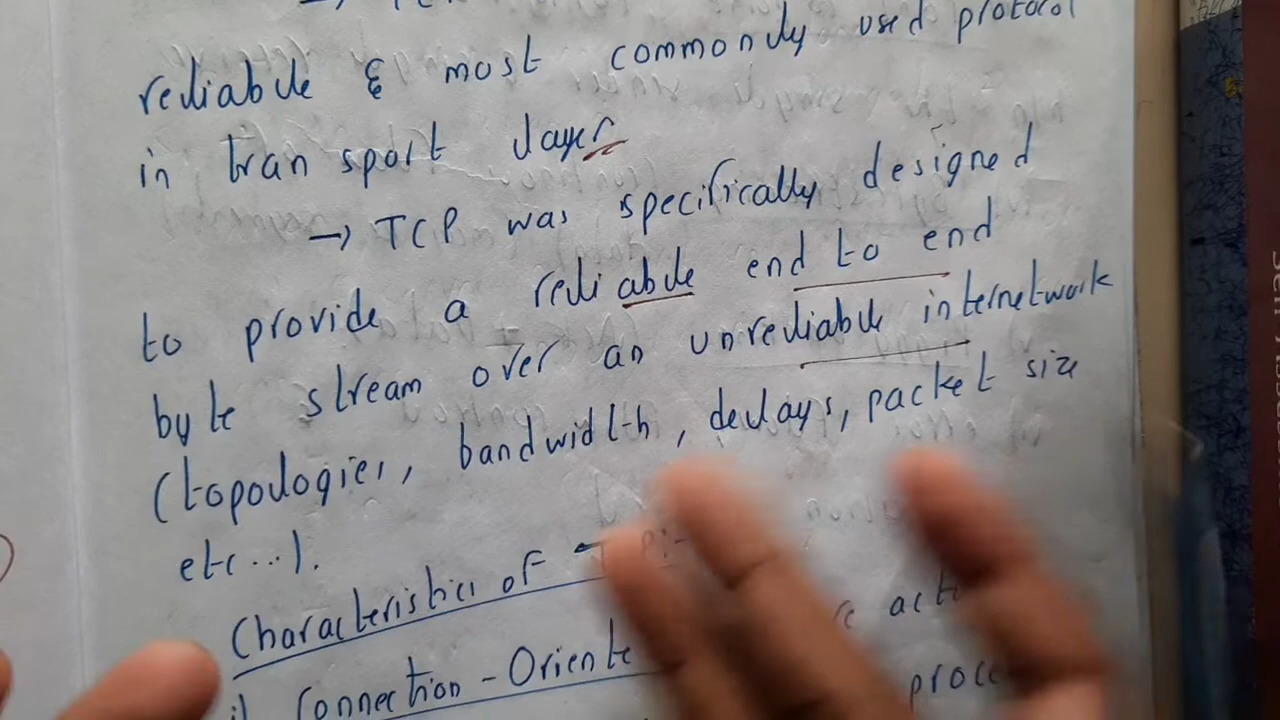 → TC
reliable & most commonly used protocol
in transport layer
→ TCP was specifically designed
to provide a reliable end to end
byte stream over an unreliable internetwork
(topologies, bandwidth, delays, packet size
etc...).
Characteristics of
i) Connection - Oriente